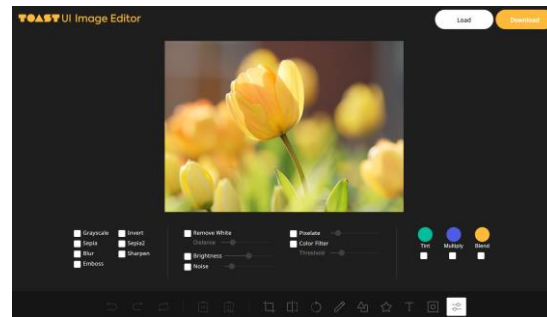 TOAST UI Image Editor
Load
Download
Grayscale
Invert
Sepia
Sepia2
Blur
Sharpen
Emboss
Remove White
Distance
Brightness
Noise
Pixelate
Color Filter
Threshold
Tint
Multiply
Blend